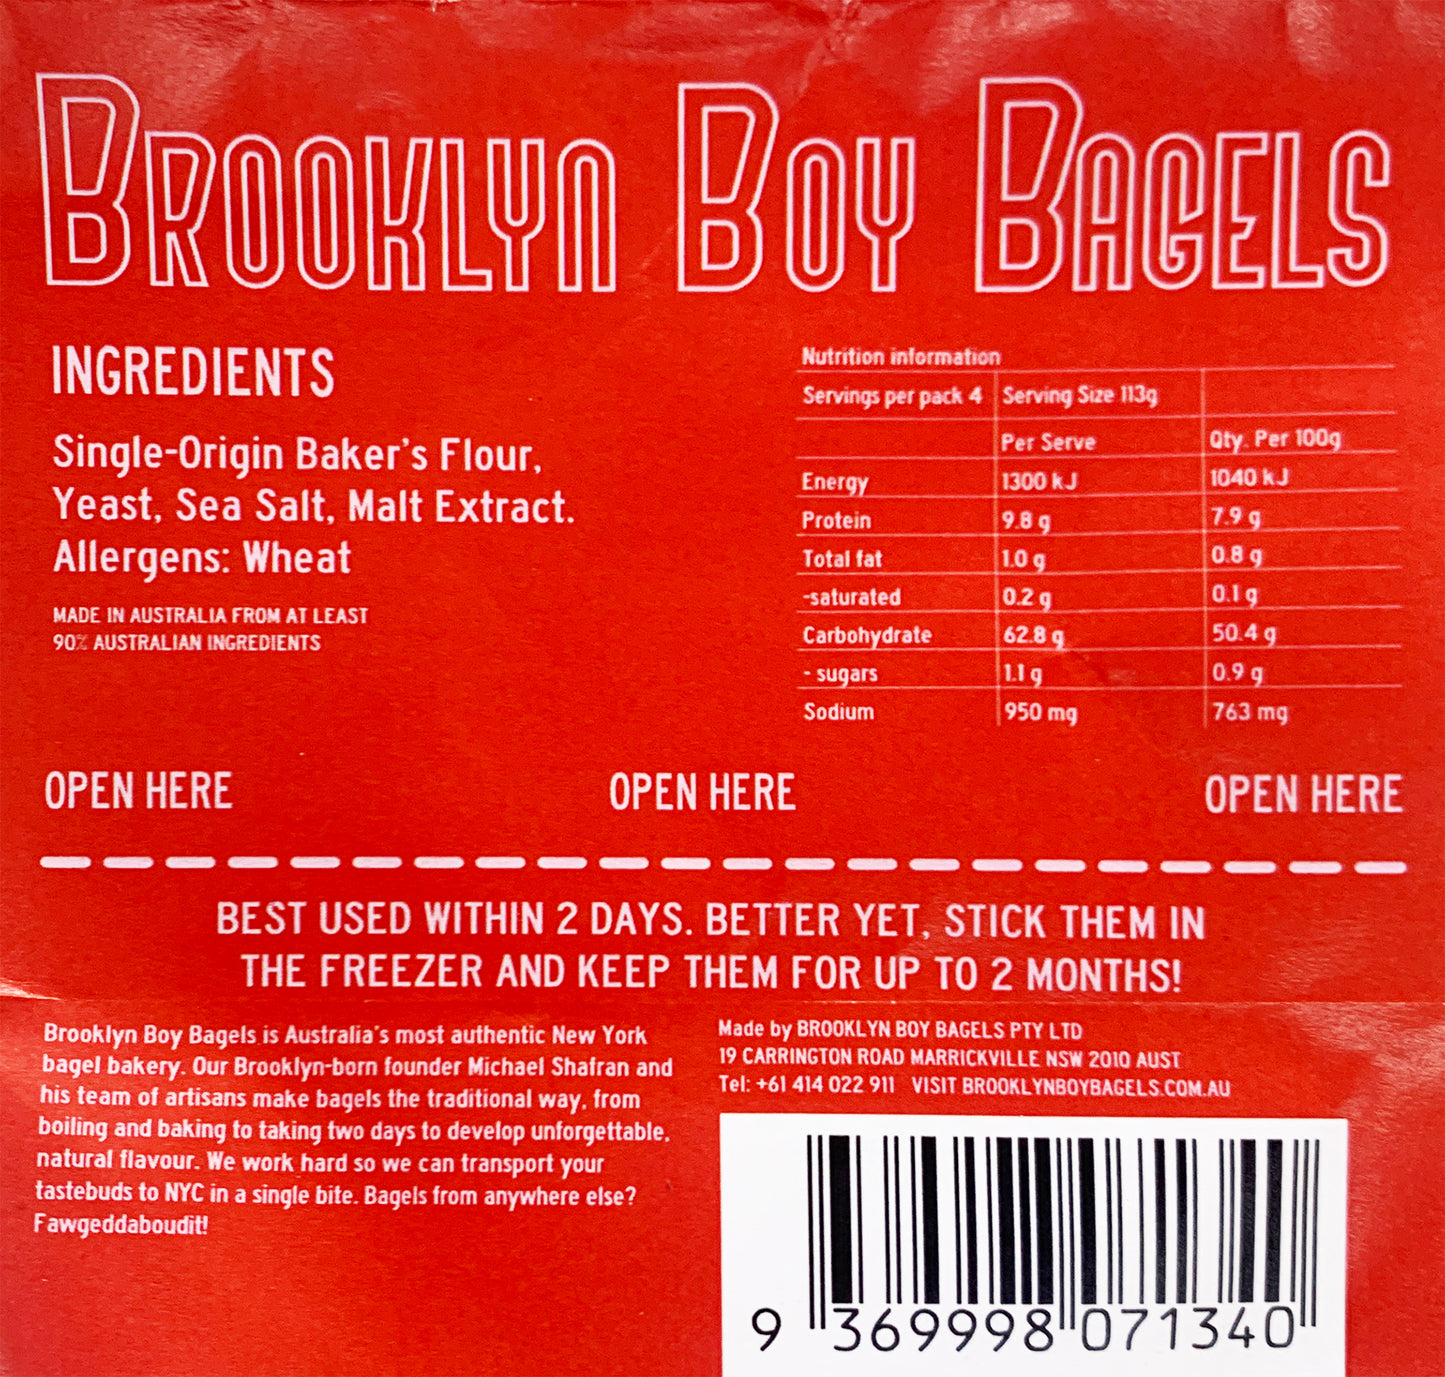 BROOKLYN BOY BAGELS
INGREDIENTS
Single-Origin Baker's Flour,
Yeast, Sea Salt, Malt Extract.
Allergens: Wheat
MADE IN AUSTRALIA FROM AT LEAST
90% AUSTRALIAN INGREDIENTS
Nutrition information
Servings per pack 4 Serving Size 113g
Per Serve Qty. Per 100g
Energy 1300 kJ 1040 kJ
Protein 9.8 g 7.9 g
Total fat 1.0 g 0.8 g
-saturated 0.2 g 0.1 g
Carbohydrate 62.8 g 50.4 g
- sugars 1.1 g 0.9 g
Sodium 950 mg 763 mg
OPEN HERE OPEN HERE OPEN HERE
BEST USED WITHIN 2 DAYS. BETTER YET, STICK THEM IN
THE FREEZER AND KEEP THEM FOR UP TO 2 MONTHS!
Brooklyn Boy Bagels is Australia's most authentic New York
bagel bakery. Our Brooklyn-born founder Michael Shafran and
his team of artisans make bagels the traditional way, from
boiling and baking to taking two days to develop unforgettable,
natural flavour. We work hard so we can transport your
tastebuds to NYC in a single bite. Bagels from anywhere else?
Fawgeddaboudit!
Made by BROOKLYN BOY BAGELS PTY LTD
19 CARRINGTON ROAD MARRICKVILLE NSW 2010 AUST
Tel: +61 414 022 911 VISIT BROOKLYNBOYBAGELS.COM.AU
9 369998 071340